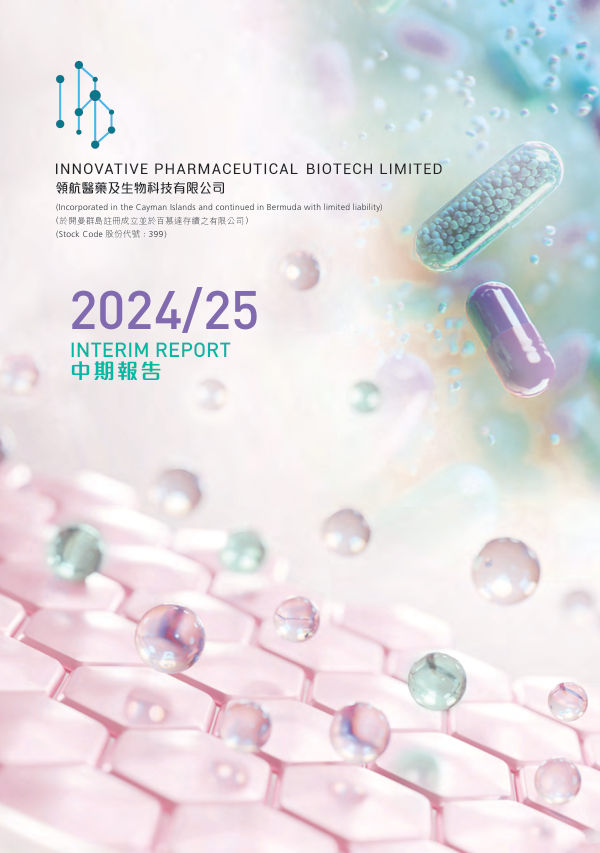 INNOVATIVE PHARMACEUTICAL BIOTECH LIMITED
領航醫藥及生物科技有限公司
(Incorporated in the Cayman Islands and continued in Bermuda with limited liability)
(於開曼群島註冊成立並於百慕達存續之有限公司)
(Stock Code 股份代號：399)
2024/25
INTERIM REPORT
中期報告